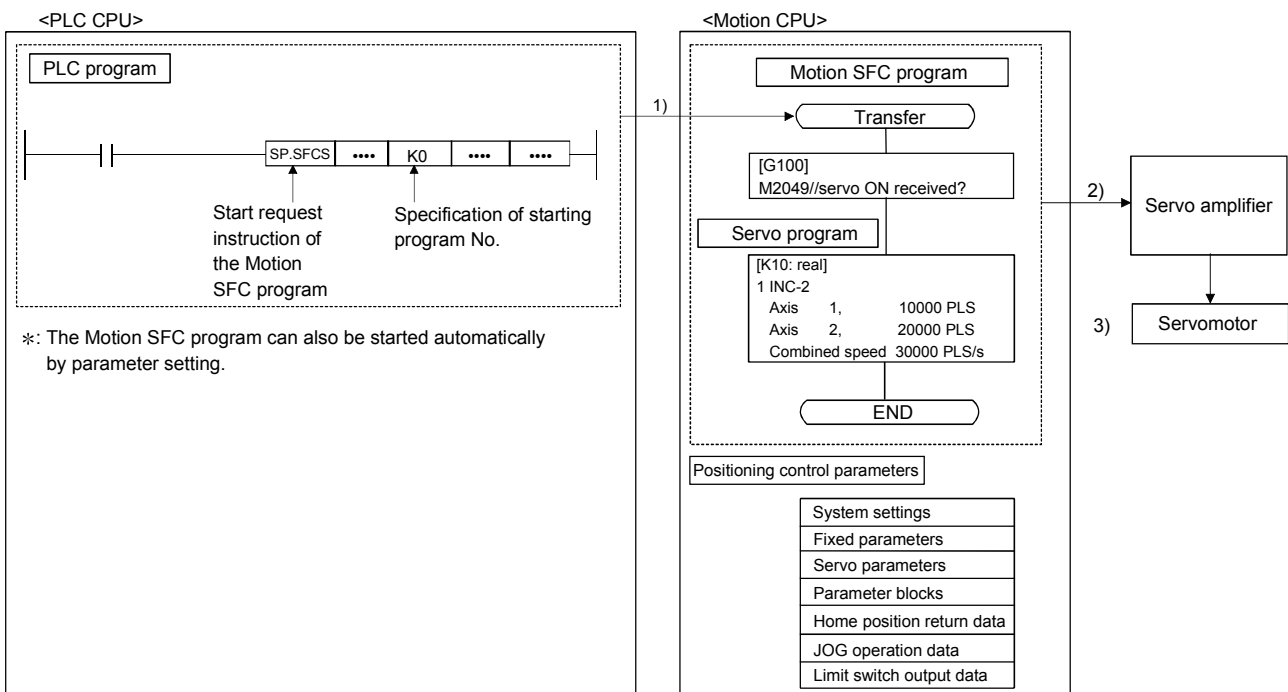 <PLC CPU>
PLC program
SP.SFCS •••• K0 •••• ••••
Start request
instruction of
the Motion
SFC program
Specification of starting
program No.
*: The Motion SFC program can also be started automatically
by parameter setting.
1)
<Motion CPU>
Motion SFC program
Transfer
[G100]
M2049//servo ON received?
Servo program
[K10: real]
1 INC-2
Axis 1, 10000 PLS
Axis 2, 20000 PLS
Combined speed 30000 PLS/s
END
Positioning control parameters
System settings
Fixed parameters
Servo parameters
Parameter blocks
Home position return data
JOG operation data
Limit switch output data
2)
Servo amplifier
3)
Servomotor